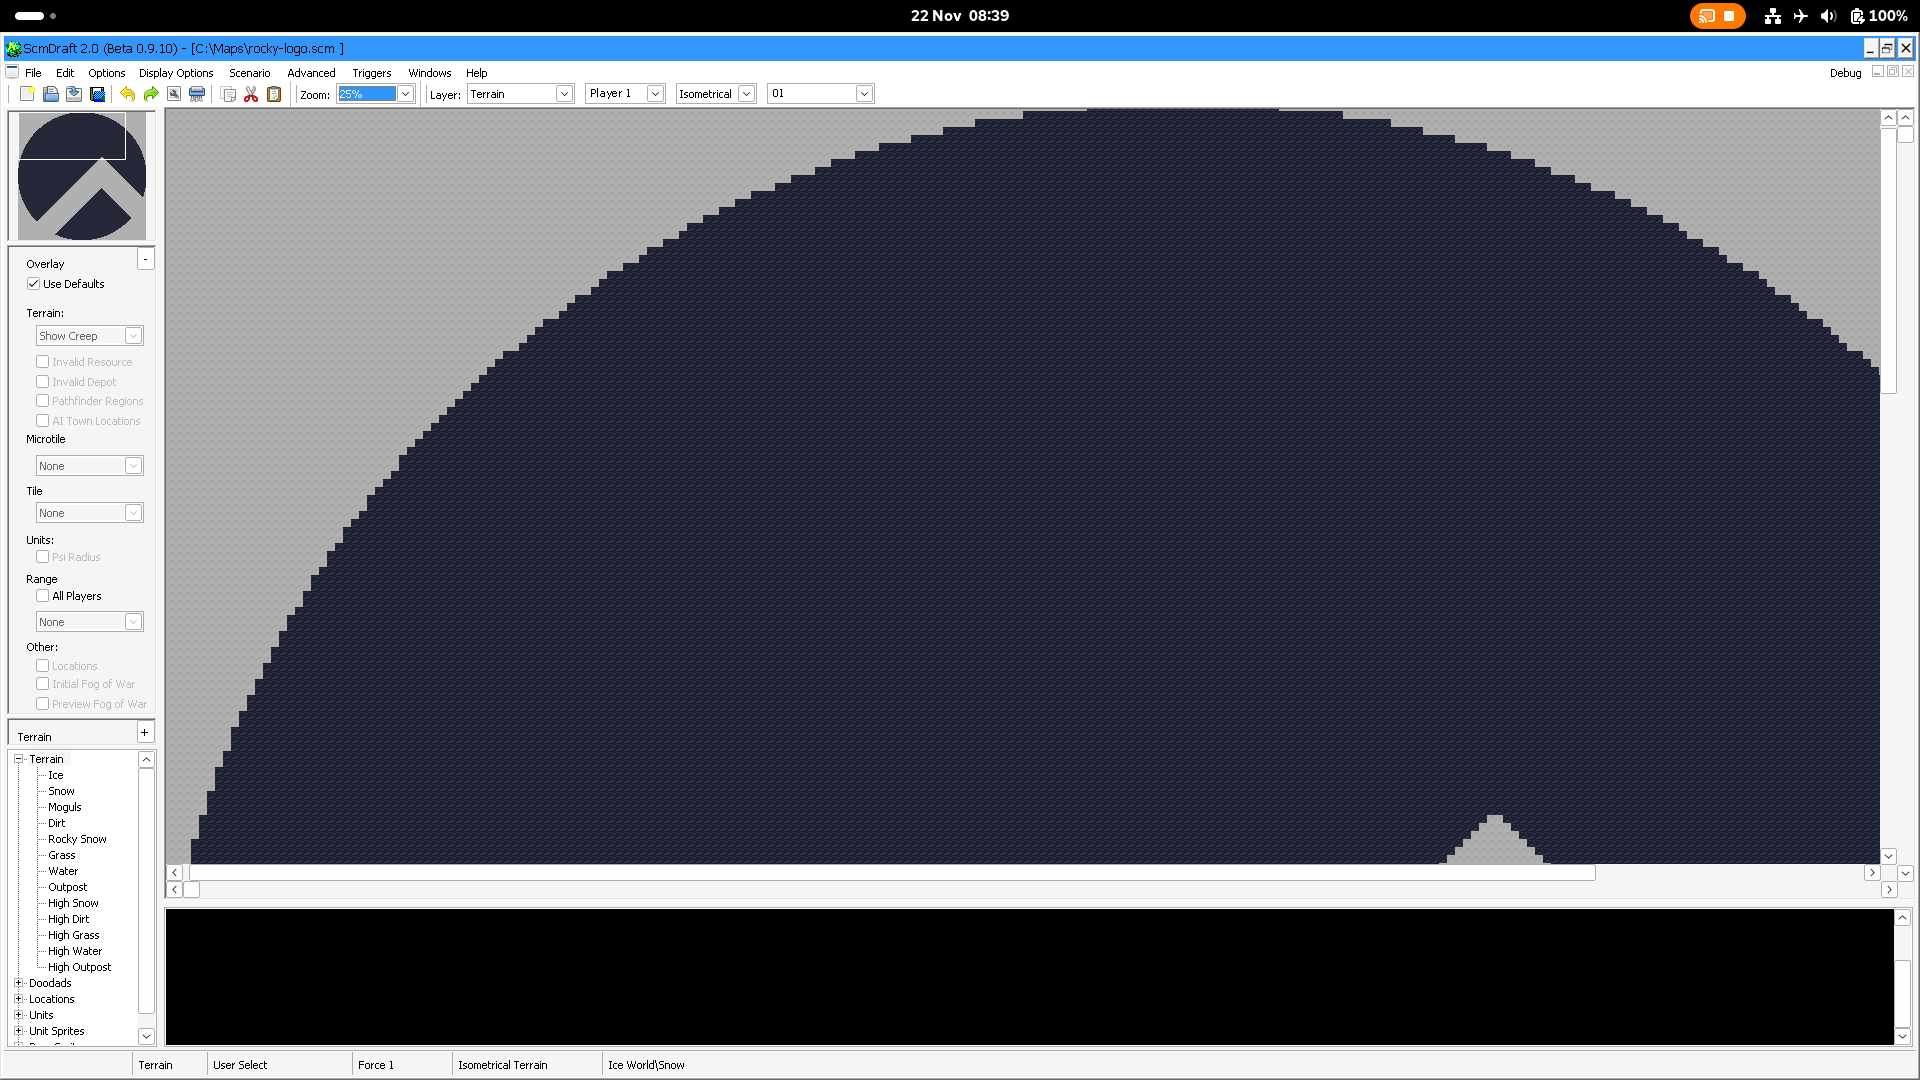 22 Nov 08:39
100%
ScmDraft 2.0 (Beta 0.9.10) - [C:\Maps\rocky-logo.scm ]
File Edit Options Display Options Scenario Advanced Triggers Windows Help Debug
Zoom: 25% Layer: Terrain Player 1 Isometrical 01
Overlay
-
Use Defaults
Terrain:
Show Creep
Invalid Resource
Invalid Depot
Pathfinder Regions
AI Town Locations
Microtile
None
Tile
None
Units:
Psi Radius
Range
All Players
None
Other:
Locations
Initial Fog of War
Preview Fog of War
Terrain
+
Terrain
Ice
Snow
Moguls
Dirt
Rocky Snow
Grass
Water
Outpost
High Snow
High Dirt
High Grass
High Water
High Outpost
Doodads
Locations
Units
Unit Sprites
Terrain User Select Force 1 Isometrical Terrain Ice World\Snow